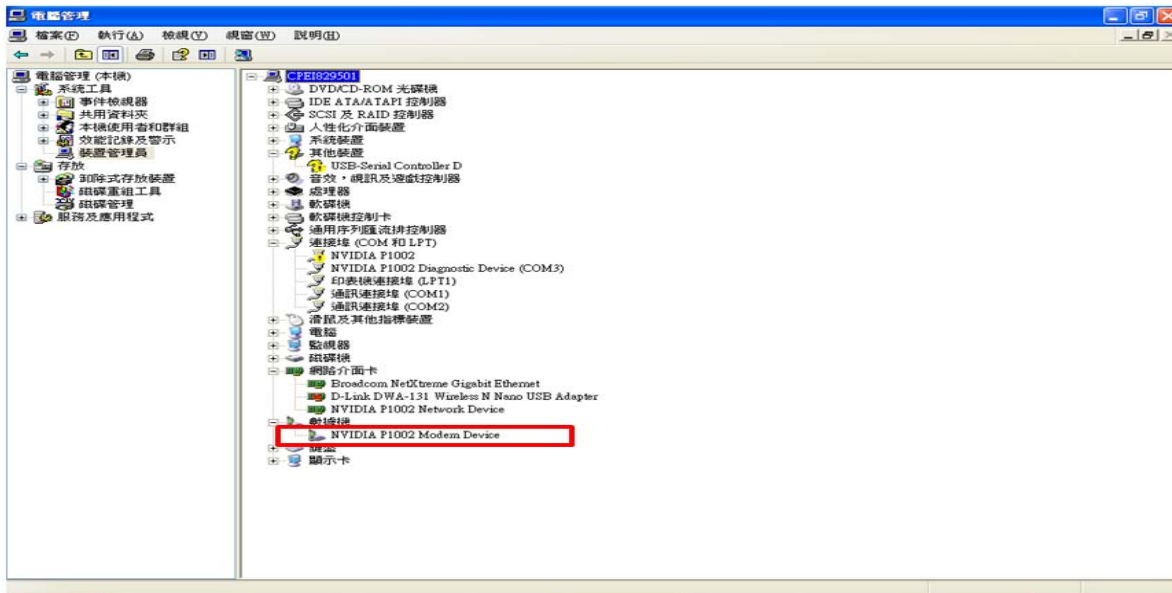 電腦管理
檔案(F) 執行(A) 檢視(V) 視窗(W) 說明(H)
電腦管理 (本機)
系統工具
事件檢視器
共用資料夾
本機使用者和群組
效能記錄及警示
裝置管理員
存放
卸除式存放裝置
磁碟重組工具
磁碟管理
服務及應用程式
CPEI829501
DVD/CD-ROM 光碟機
IDE ATA/ATAPI 控制器
SCSI 及 RAID 控制器
人性化介面裝置
系統裝置
其他裝置
USB-Serial Controller D
音效，視訊及遊戲控制器
處理器
軟碟機
軟碟機控制卡
通用序列匯流排控制器
連接埠 (COM 和 LPT)
NVIDIA P1002
NVIDIA P1002 Diagnostic Device (COM3)
印表機連接埠 (LPT1)
通訊連接埠 (COM1)
通訊連接埠 (COM2)
滑鼠及其他指標裝置
電腦
監視器
磁碟機
網路介面卡
Broadcom NetXtreme Gigabit Ethernet
D-Link DWA-131 Wireless N Nano USB Adapter
NVIDIA P1002 Network Device
數據機
NVIDIA P1002 Modem Device
鍵盤
顯示卡